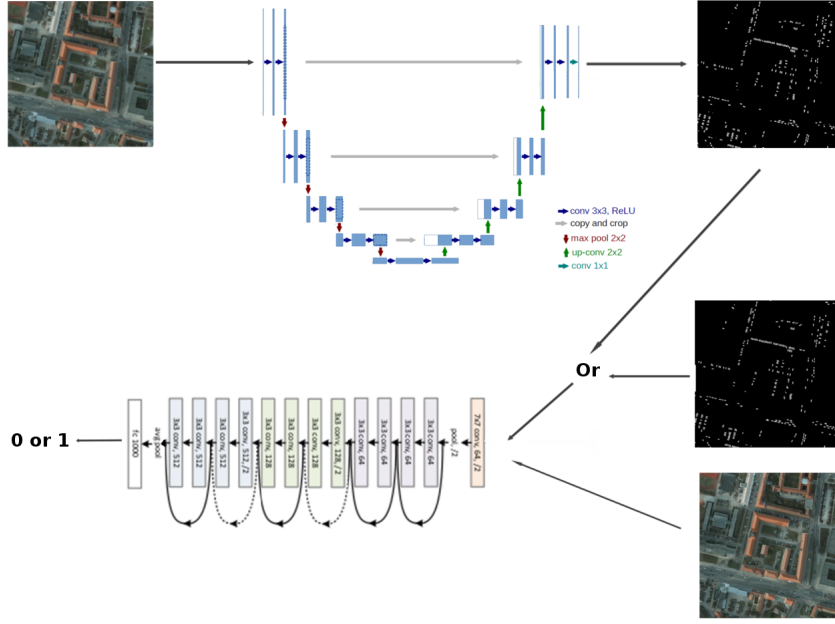 conv 3x3, ReLU
copy and crop
max pool 2x2
up-conv 2x2
conv 1x1
Or
0 or 1
fc 1000
avg pool
3x3 conv, 512
3x3 conv, 512
3x3 conv, 512
3x3 conv, 512, /2
3x3 conv, 128
3x3 conv, 128
3x3 conv, 128
3x3 conv, 128, /2
3x3 conv, 64
3x3 conv, 64
3x3 conv, 64
3x3 conv, 64
pool, /2
7x7 conv, 64, /2